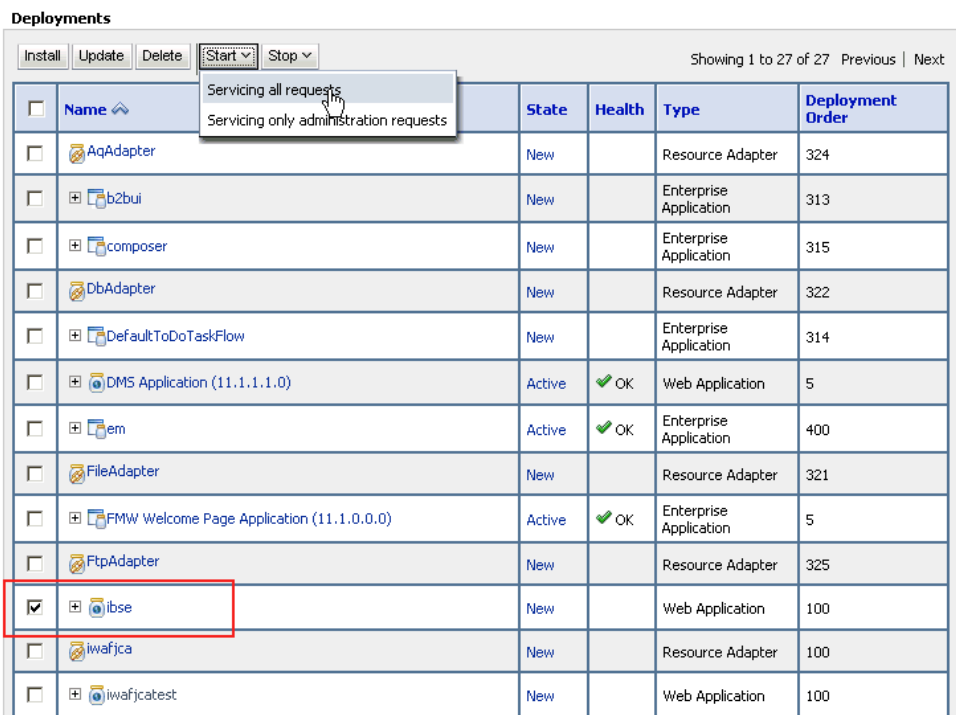 Deployments
Install Update Delete Start Stop Showing 1 to 27 of 27 Previous | Next
Servicing all requests
Servicing only administration requests
Name State Health Type Deployment Order
AqAdapter New Resource Adapter 324
b2bui New Enterprise Application 313
composer New Enterprise Application 315
DbAdapter New Resource Adapter 322
DefaultToDoTaskFlow New Enterprise Application 314
DMS Application (11.1.1.1.0) Active OK Web Application 5
em Active OK Enterprise Application 400
FileAdapter New Resource Adapter 321
FMW Welcome Page Application (11.1.0.0.0) Active OK Enterprise Application 5
FtpAdapter New Resource Adapter 325
ibse New Web Application 100
iwafjca New Resource Adapter 100
iwafjcatest New Web Application 100